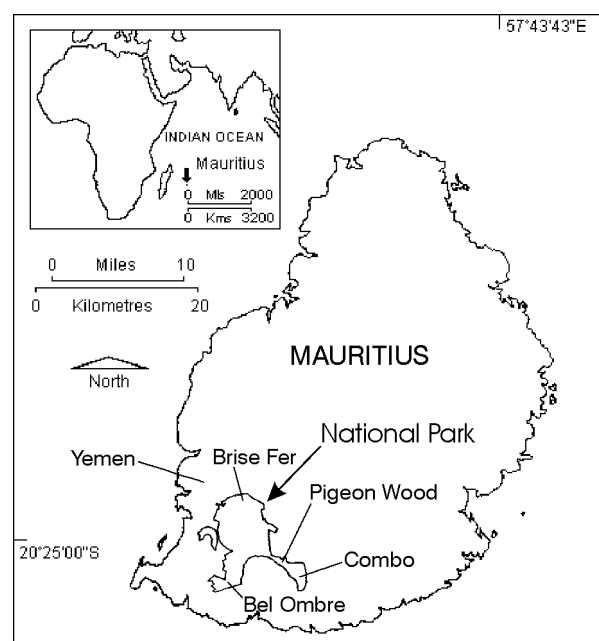 57°43'43"E
INDIAN OCEAN
Mauritius
0 Mls 2000
0 Kms 3200
0 Miles 10
0 Kilometres 20
North
MAURITIUS
National Park
Yemen
Brise Fer
Pigeon Wood
20°25'00"S
Combo
Bel Ombre